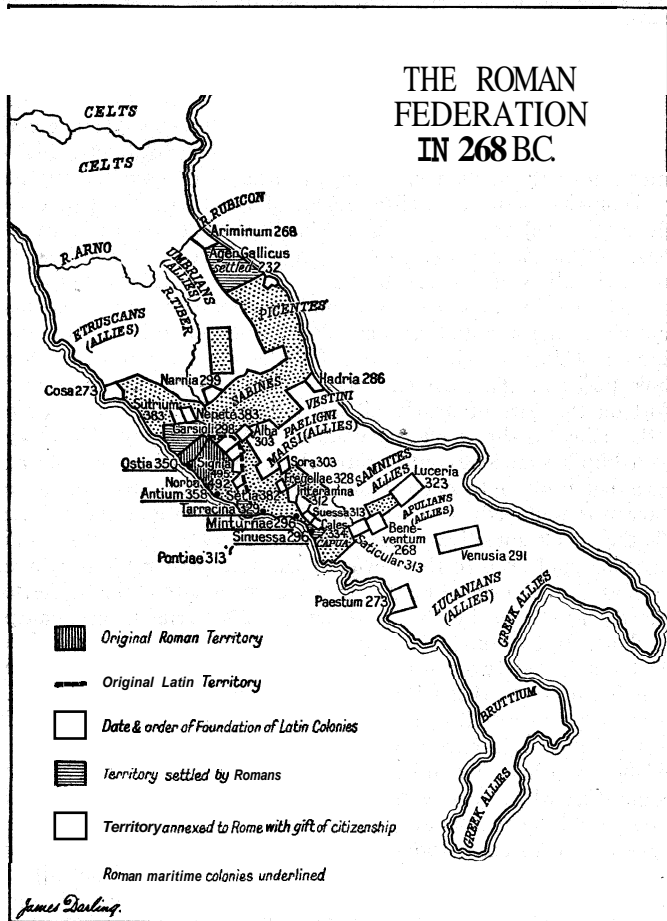 THE ROMAN
FEDERATION
IN 268 B.C.
CELTS
CELTS
R. RUBICON
Ariminum 268
Ager Gallicus
settled 232
R. ARNO
UMBRIANS
(ALLIES)
R. TIBER
ETRUSCANS
(ALLIES)
PICENTES
Narnia 299
Cosa 273
SABINES
Hadria 286
Sutrium
383
Nepete 383
VESTINI
PAELIGNI
MARSI (ALLIES)
Carsioli 298
Alba
303
Ostia 350
Signia
495
Sora 303
SAMNITES
ALLIES
Luceria
323
Norba
492
Fregellae 328
Antium 358
Setia 382
Interamna
312
Tarracina 329
Suessa 313
APULIANS
(ALLIES)
Minturnae 296
Cales
334
Sinuessa 296
CAPUA
Bene-
ventum
268
Saticular 313
Pontiae 313
Venusia 291
Paestum 273
LUCANIANS
(ALLIES)
GREEK ALLIES
BRUTTIUM
GREEK ALLIES
Original Roman Territory
Original Latin Territory
Date & order of Foundation of Latin Colonies
Territory settled by Romans
Territory annexed to Rome with gift of citizenship
Roman maritime colonies underlined
James Darling.